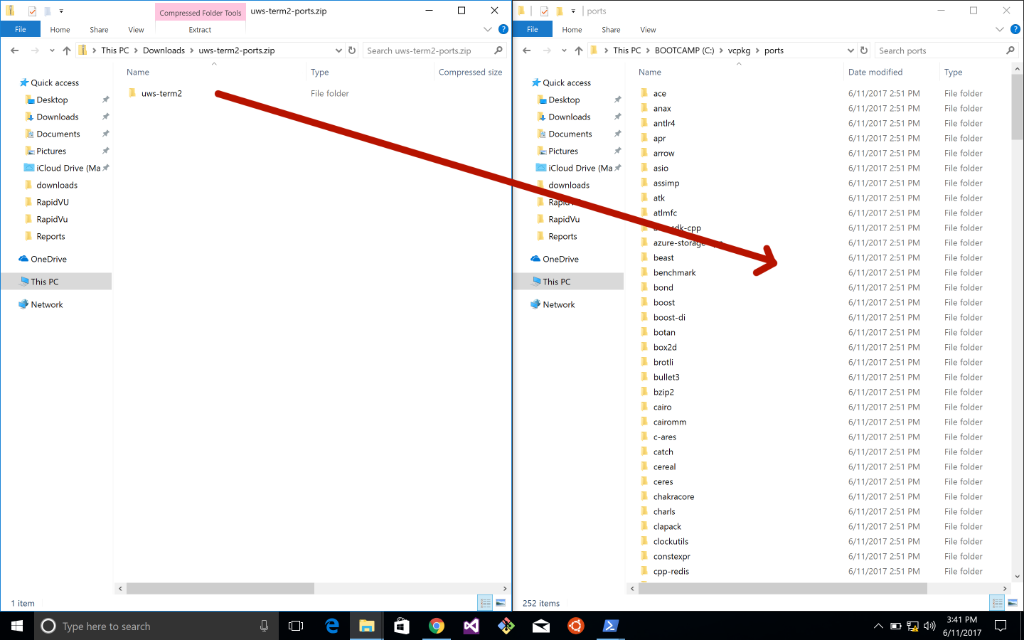 Compressed Folder Tools uws-term2-ports.zip
File Home Share View Extract
This PC > Downloads > uws-term2-ports.zip
Search uws-term2-ports.zip
Name Type Compressed size
Quick access
Desktop
Downloads
Documents
Pictures
iCloud Drive (Ma
downloads
RapidVU
RapidVu
Reports
OneDrive
This PC
Network
uws-term2 File folder
1 item
ports
File Home Share View
This PC > BOOTCAMP (C:) > vcpkg > ports
Search ports
Name Date modified Type
Quick access
Desktop
Downloads
Documents
Pictures
iCloud Drive (Ma
downloads
RapidVu
Reports
OneDrive
This PC
Network
ace 6/11/2017 2:51 PM File folder
anax 6/11/2017 2:51 PM File folder
antlr4 6/11/2017 2:51 PM File folder
apr 6/11/2017 2:51 PM File folder
arrow 6/11/2017 2:51 PM File folder
asio 6/11/2017 2:51 PM File folder
assimp 6/11/2017 2:51 PM File folder
atk 6/11/2017 2:51 PM File folder
atlmfc 6/11/2017 2:51 PM File folder
6/11/2017 2:51 PM File folder
6/11/2017 2:51 PM File folder
beast 6/11/2017 2:51 PM File folder
benchmark 6/11/2017 2:51 PM File folder
bond 6/11/2017 2:51 PM File folder
boost 6/11/2017 2:51 PM File folder
boost-di 6/11/2017 2:51 PM File folder
botan 6/11/2017 2:51 PM File folder
box2d 6/11/2017 2:51 PM File folder
brotli 6/11/2017 2:51 PM File folder
bullet3 6/11/2017 2:51 PM File folder
bzip2 6/11/2017 2:51 PM File folder
cairo 6/11/2017 2:51 PM File folder
cairomm 6/11/2017 2:51 PM File folder
c-ares 6/11/2017 2:51 PM File folder
catch 6/11/2017 2:51 PM File folder
cereal 6/11/2017 2:51 PM File folder
ceres 6/11/2017 2:51 PM File folder
chakracore 6/11/2017 2:51 PM File folder
charls 6/11/2017 2:51 PM File folder
clapack 6/11/2017 2:51 PM File folder
clockutils 6/11/2017 2:51 PM File folder
constexpr 6/11/2017 2:51 PM File folder
cpp-redis 6/11/2017 2:51 PM File folder
252 items
Type here to search
3:41 PM
6/11/2017